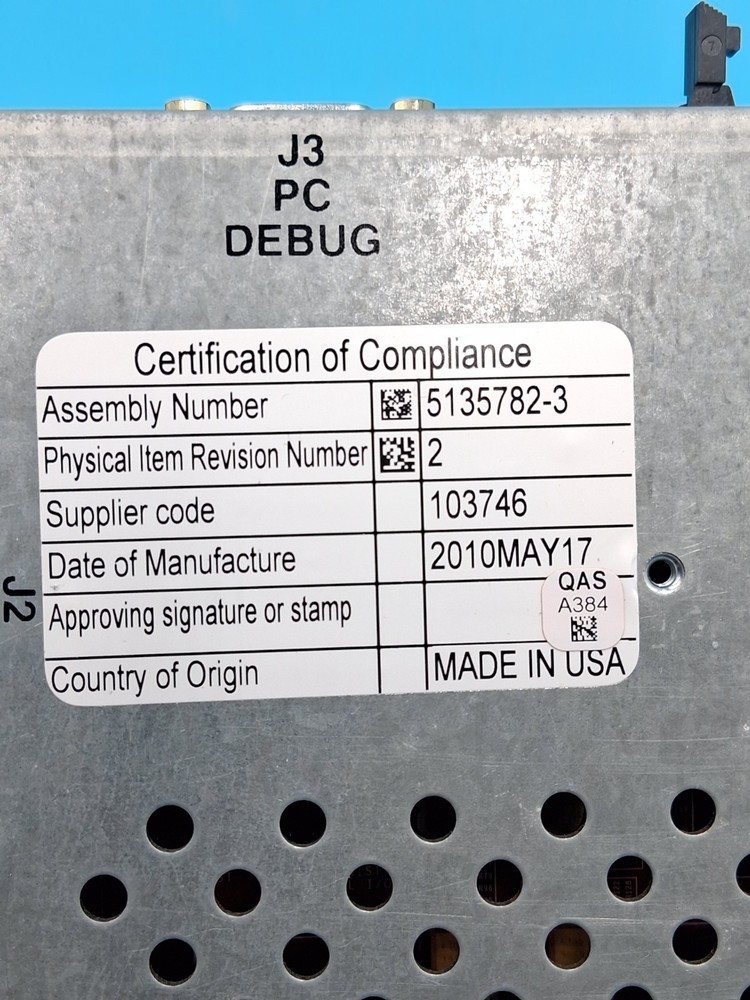 J3
PC
DEBUG
Certification of Compliance
Assembly Number 5135782-3
Physical Item Revision Number 2
Supplier code 103746
Date of Manufacture 2010MAY17
QAS
A384
Approving signature or stamp
Country of Origin MADE IN USA
J2
7